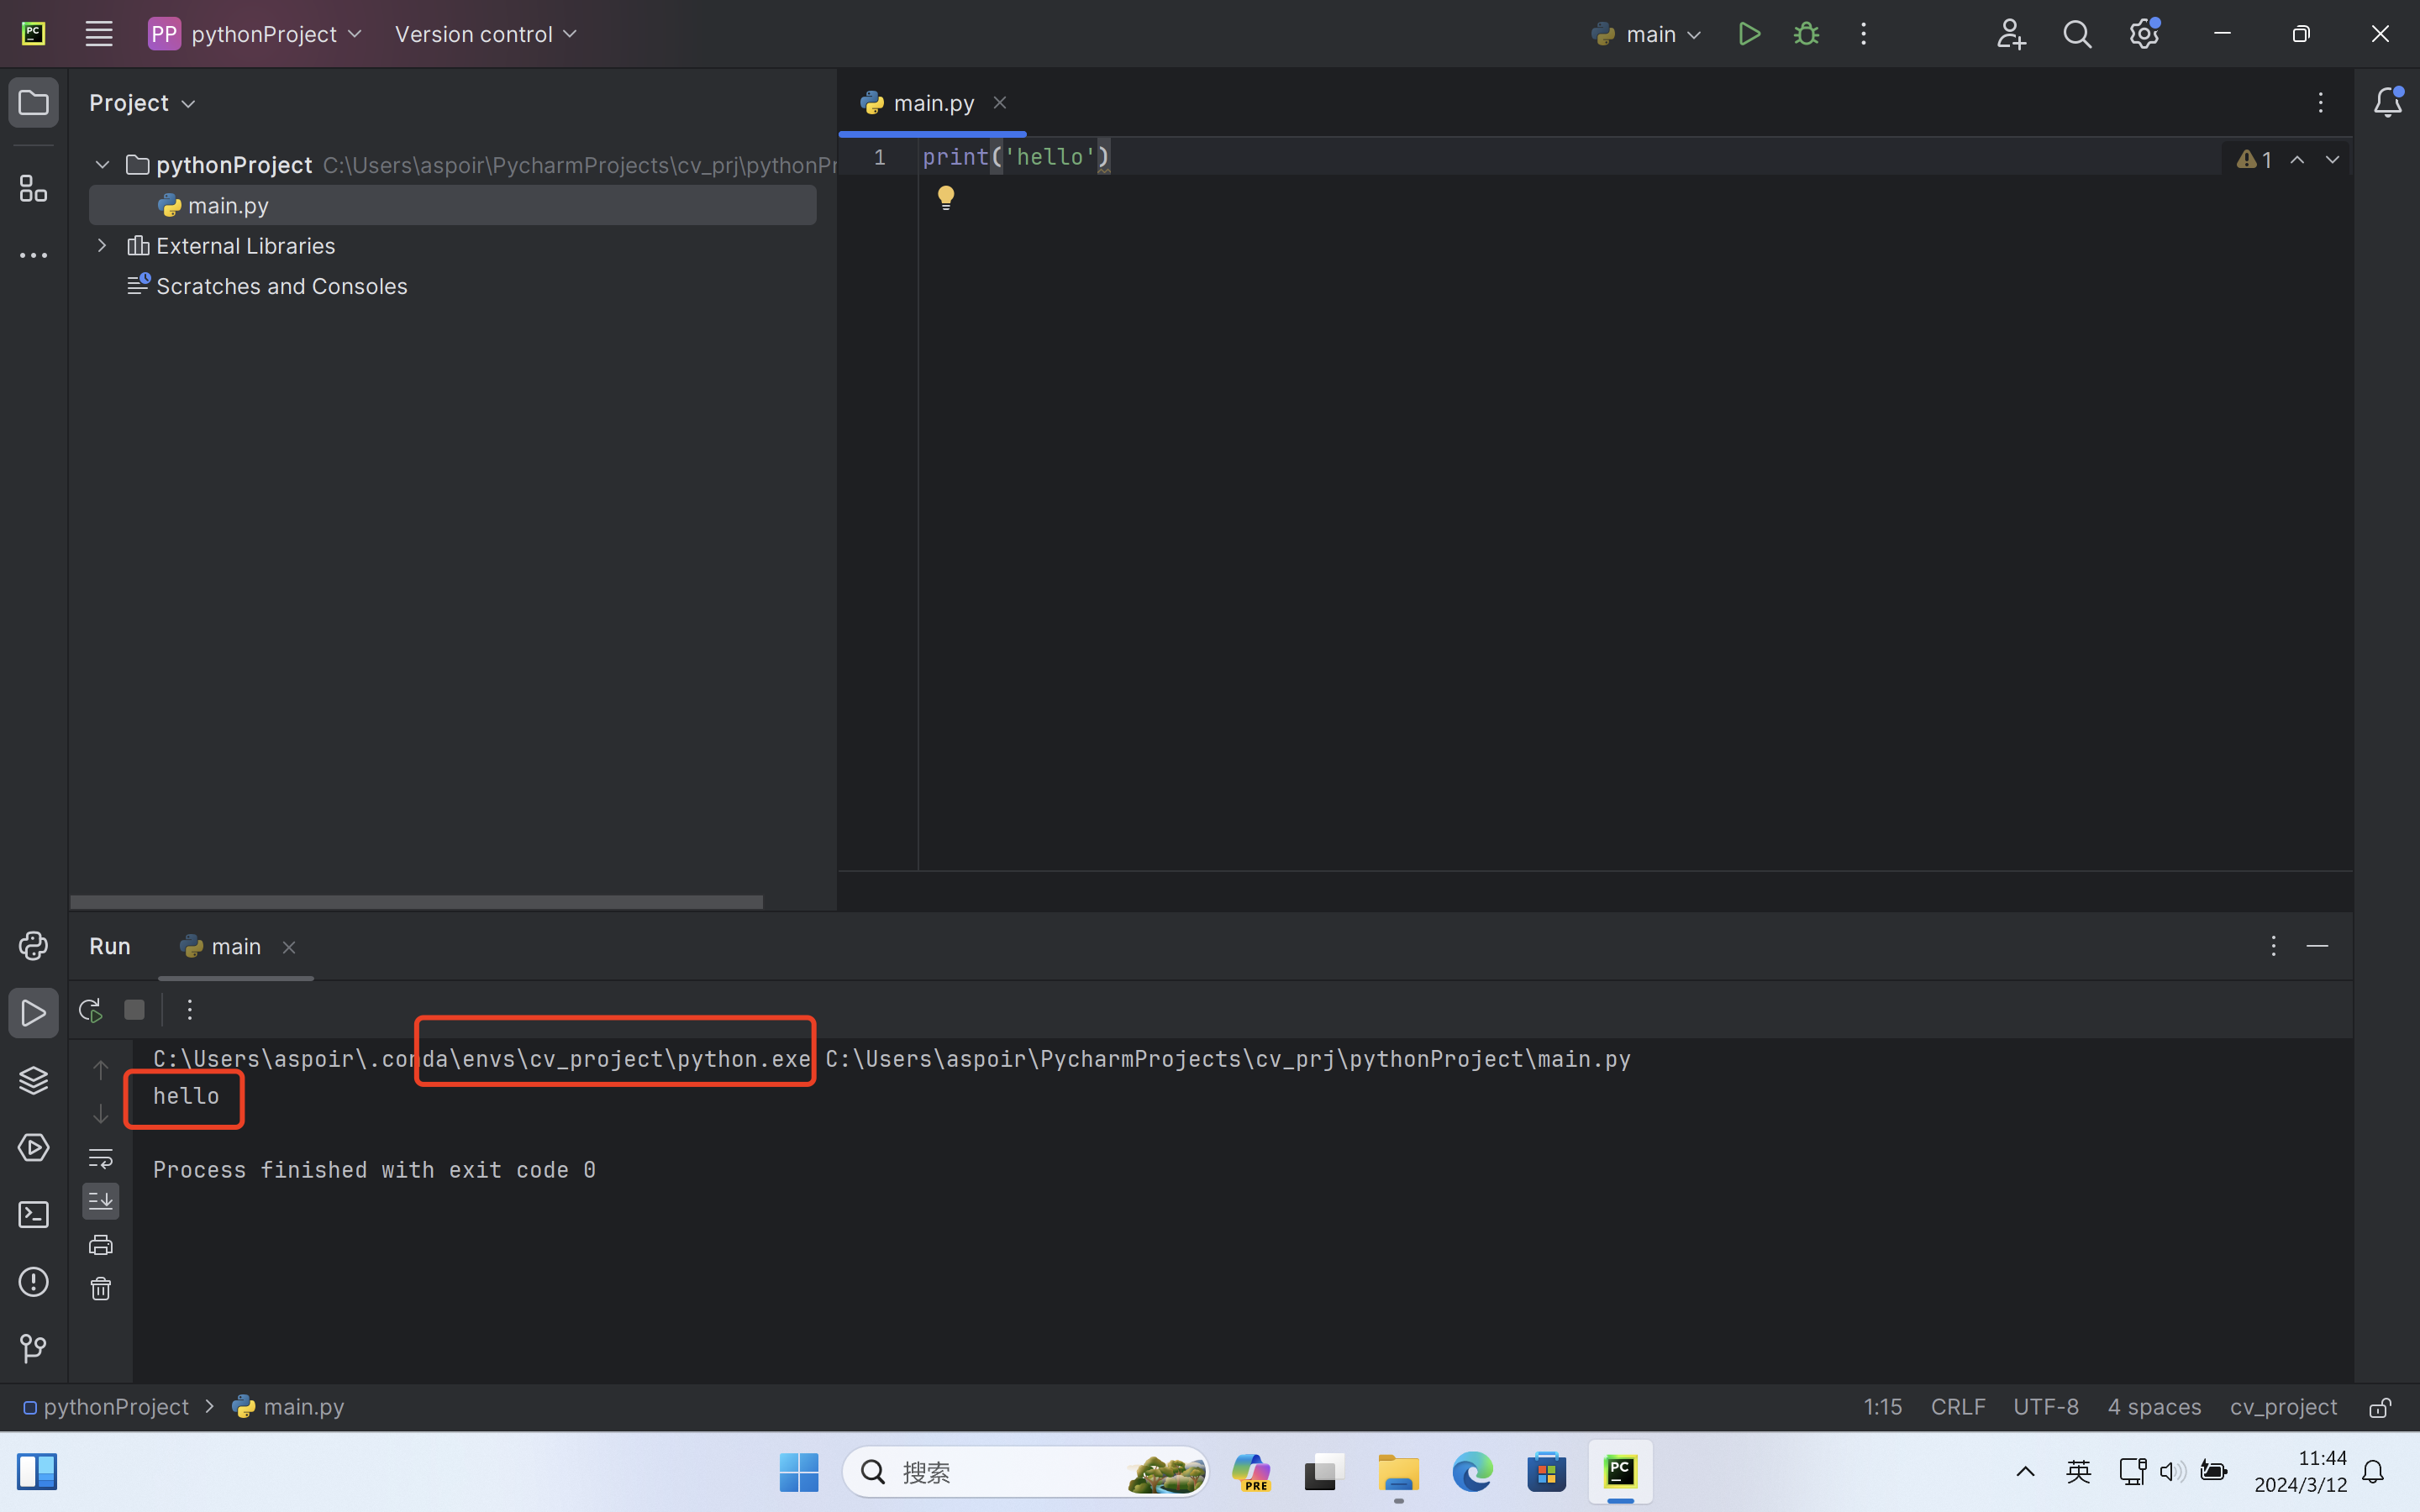 PC
PP pythonProject Version control main
Project
main.py
pythonProject C:\Users\aspoir\PycharmProjects\cv_prj\pythonPr
1 print('hello') 1
main.py
External Libraries
Scratches and Consoles
Run main
C:\Users\aspoir\.conda\envs\cv_project\python.exe C:\Users\aspoir\PycharmProjects\cv_prj\pythonProject\main.py
hello
Process finished with exit code 0
pythonProject > main.py 1:15 CRLF UTF-8 4 spaces cv_project
搜索 PRE PC 英 11:44
2024/3/12